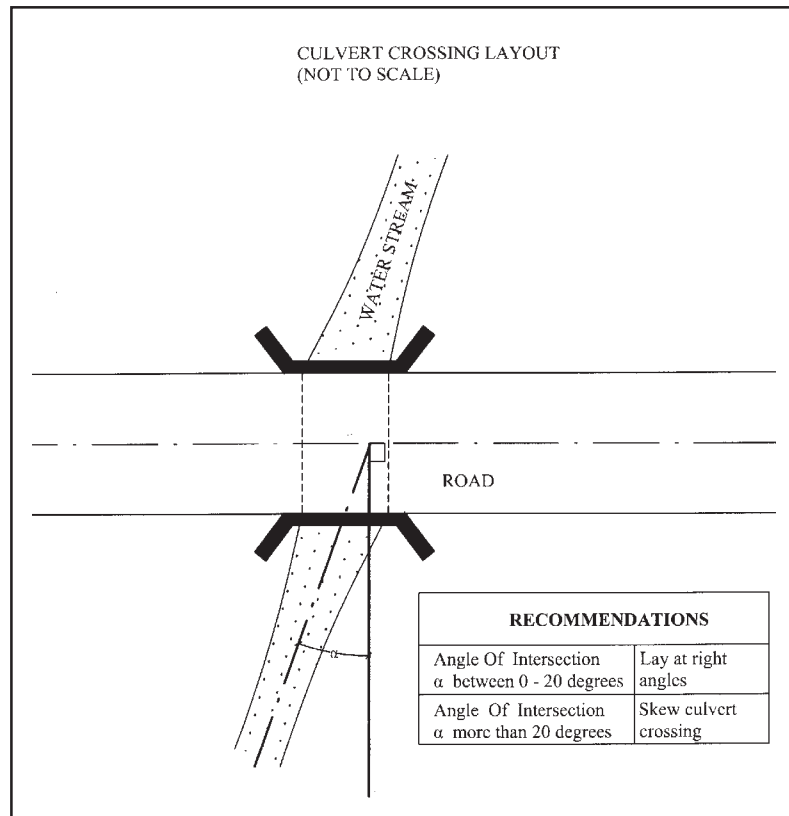 CULVERT CROSSING LAYOUT
(NOT TO SCALE)
WATER STREAM
ROAD
α
RECOMMENDATIONS
Angle Of Intersection
α between 0 - 20 degrees
Lay at right
angles
Angle Of Intersection
α more than 20 degrees
Skew culvert
crossing